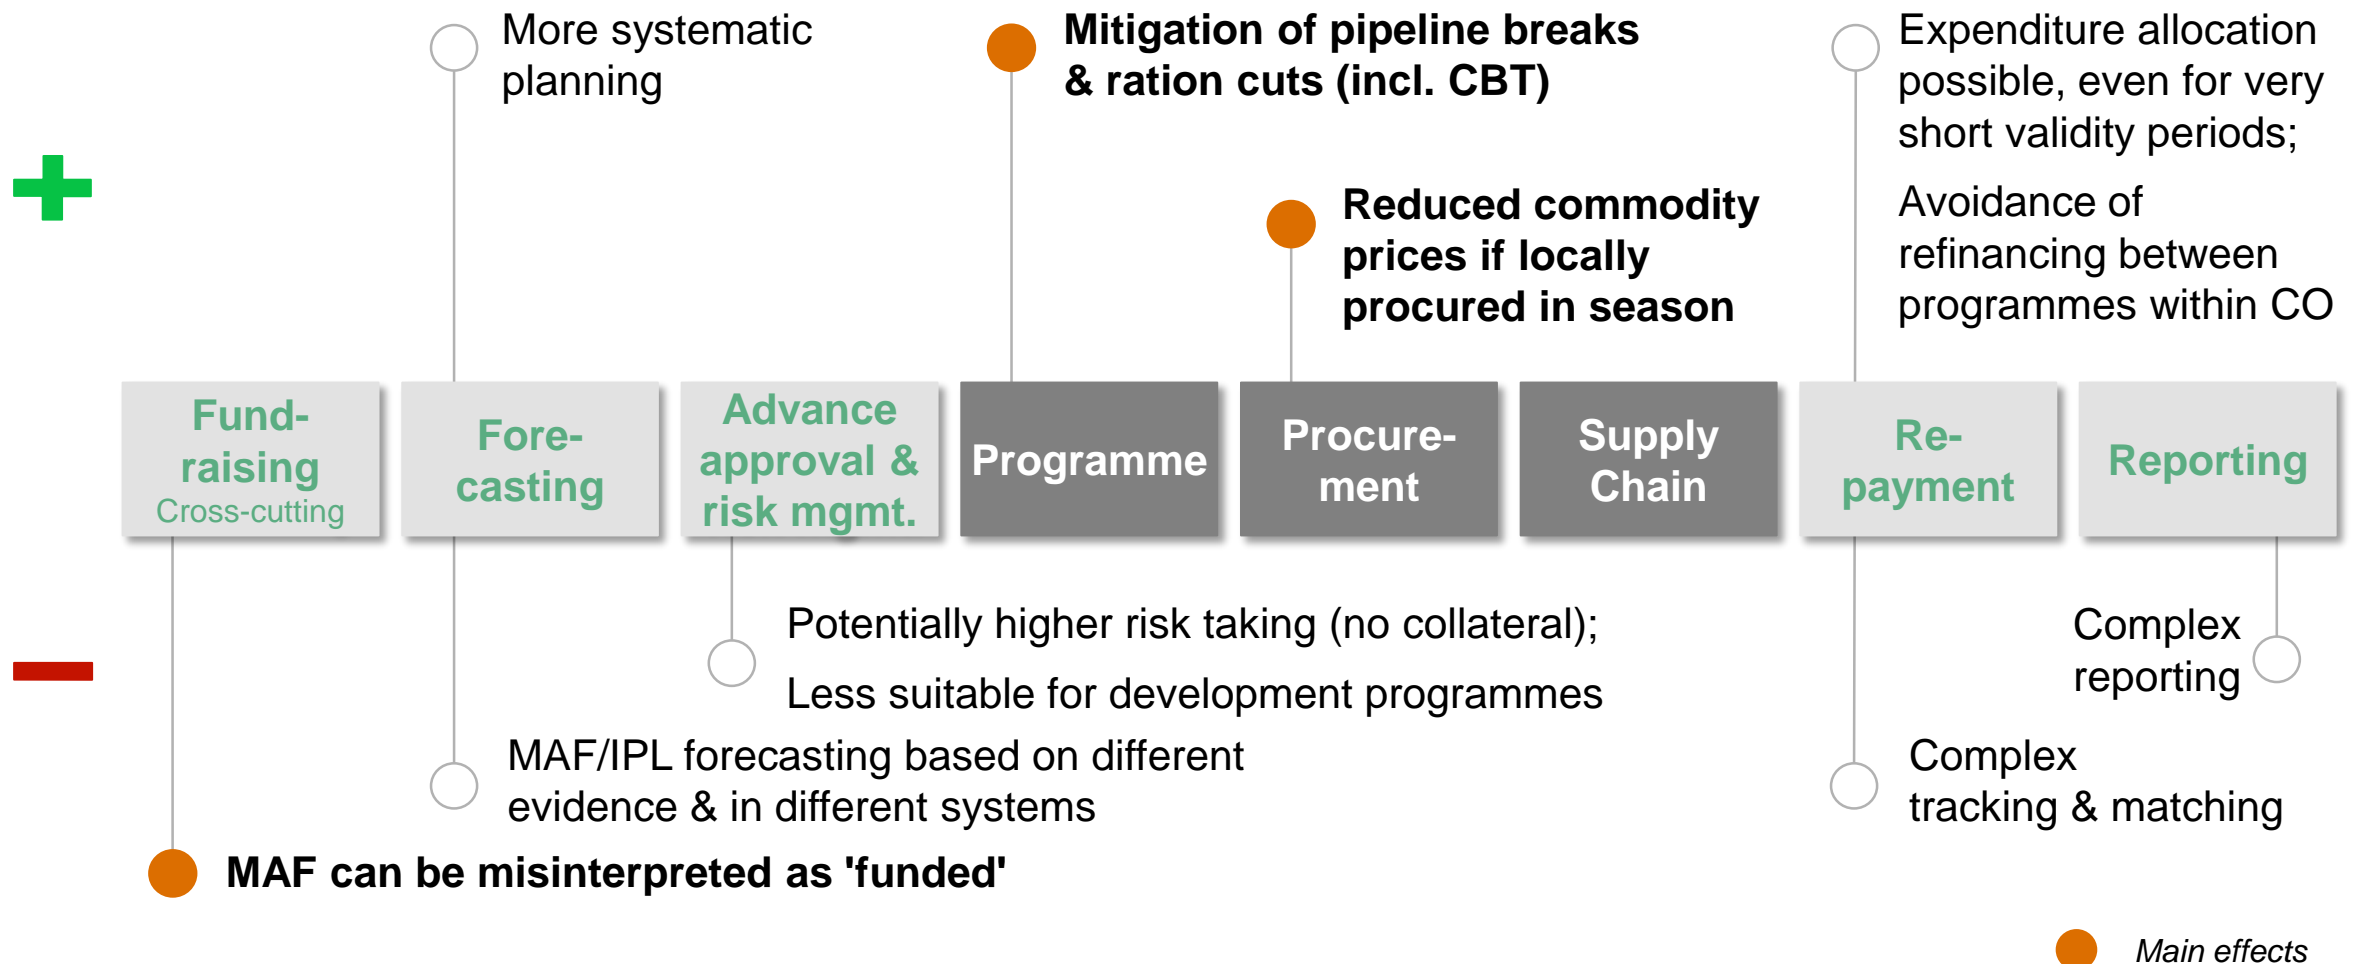 More systematic
planning
Mitigation of pipeline breaks
& ration cuts (incl. CBT)
Reduced commodity
prices if locally
procured in season
Expenditure allocation
possible, even for very
short validity periods;
Avoidance of
refinancing between
programmes within CO
Fund-
raising
Cross-cutting
Fore-
casting
Advance
approval &
risk mgmt.
Programme
Procure-
ment
Supply
Chain
Re-
payment
Reporting
Potentially higher risk taking (no collateral);
Less suitable for development programmes
Complex
reporting
MAF/IPL forecasting based on different
evidence & in different systems
Complex
tracking & matching
MAF can be misinterpreted as 'funded'
Main effects